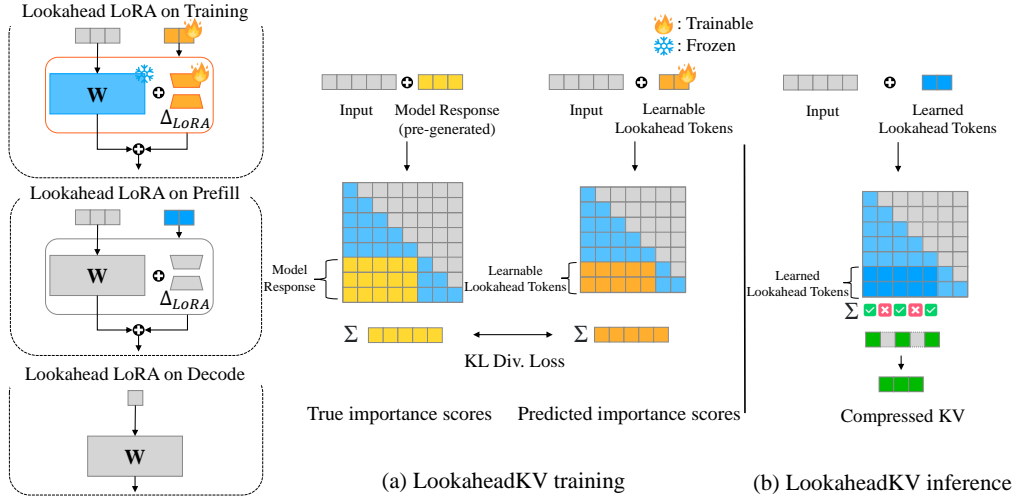 Lookahead LoRA on Training
W
Δ_LoRA
Lookahead LoRA on Prefill
W
Δ_LoRA
Lookahead LoRA on Decode
W
: Trainable
: Frozen
Input
Model Response
(pre-generated)
Input
Learnable
Lookahead Tokens
Model
Response
Learnable
Lookahead Tokens
Σ
Σ
KL Div. Loss
True importance scores
Predicted importance scores
(a) LookaheadKV training
Input
Learned
Lookahead Tokens
Learned
Lookahead Tokens
Σ
Compressed KV
(b) LookaheadKV inference